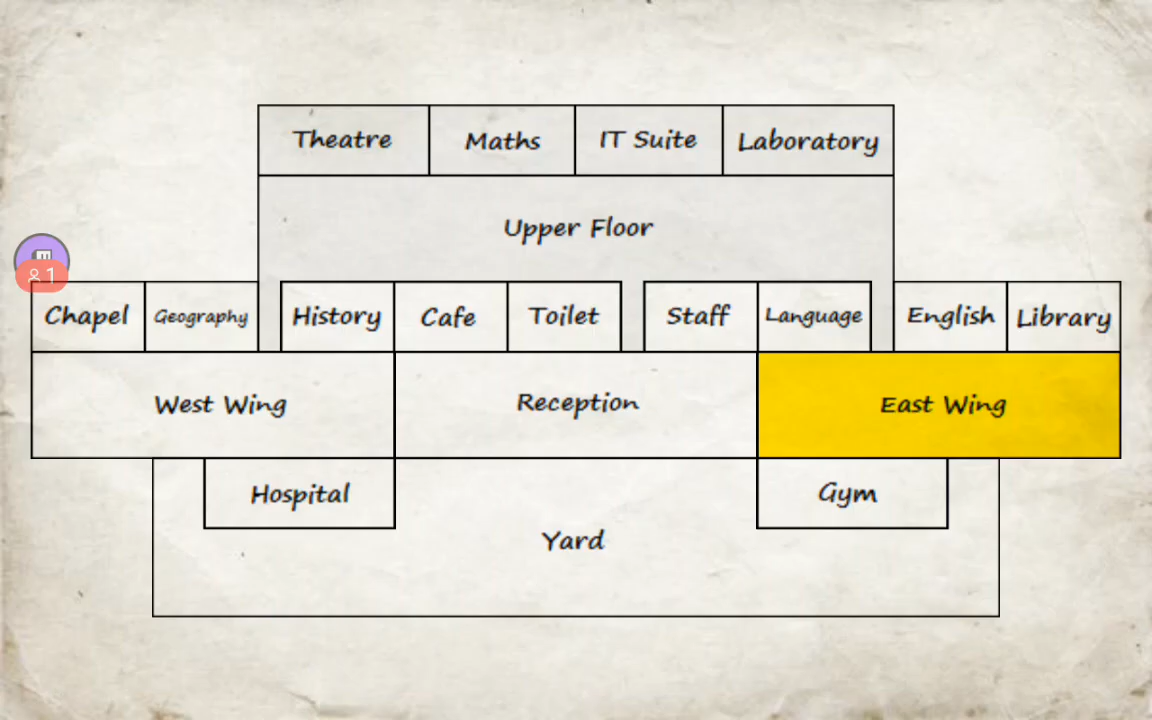 Theatre
Maths
IT Suite
Laboratory
Upper Floor
1
Chapel
Geography
History
Cafe
Toilet
Staff
Language
English
Library
West Wing
Reception
East Wing
Hospital
Gym
Yard